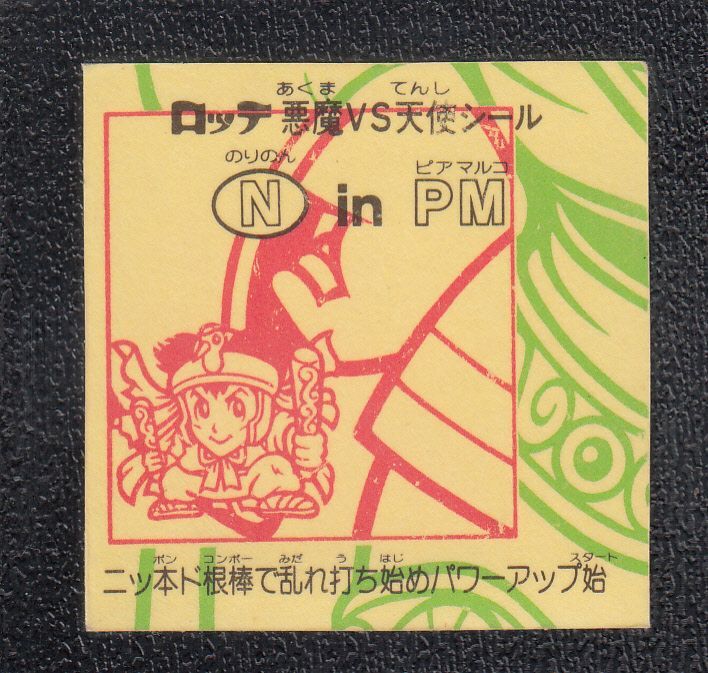 あくま てんし
ロッテ 悪魔VS天使シール
のりのん ピアマルコ
N in PM
ポン コンボー みだ う はじ スタート
ニッ本ド根棒で乱れ打ち始めパワーアップ始